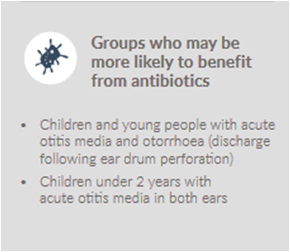 Groups who may be
more likely to benefit
from antibiotics
• Children and young people with acute
otitis media and otorrhoea (discharge
following ear drum perforation)
• Children under 2 years with
acute otitis media in both ears